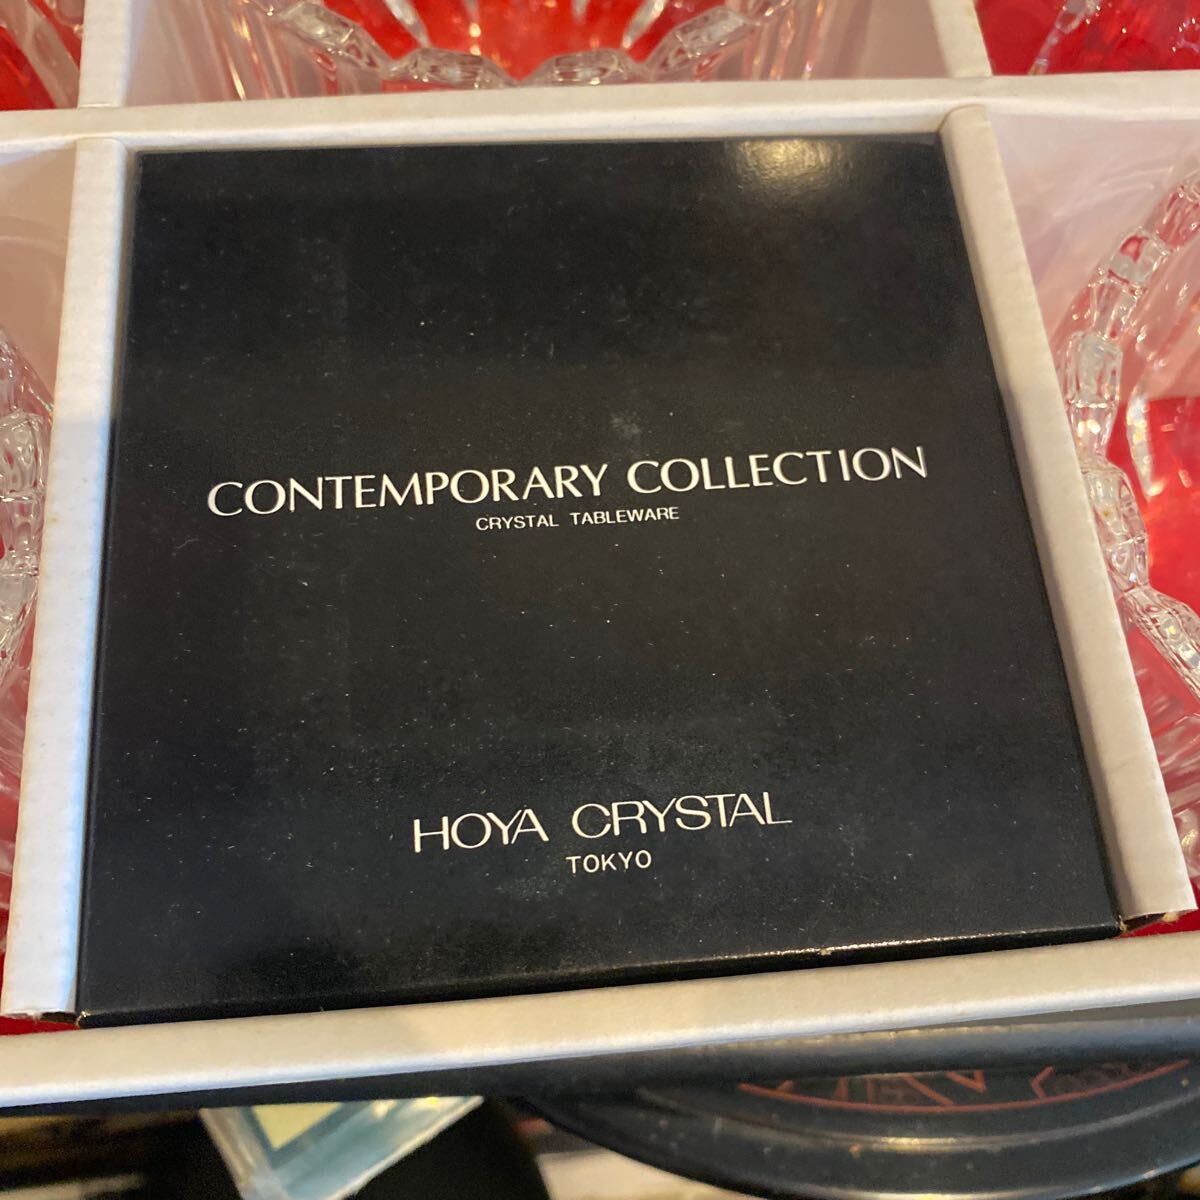 CONTEMPORARY COLLECTION
CRYSTAL TABLEWARE
HOYA CRYSTAL
TOKYO